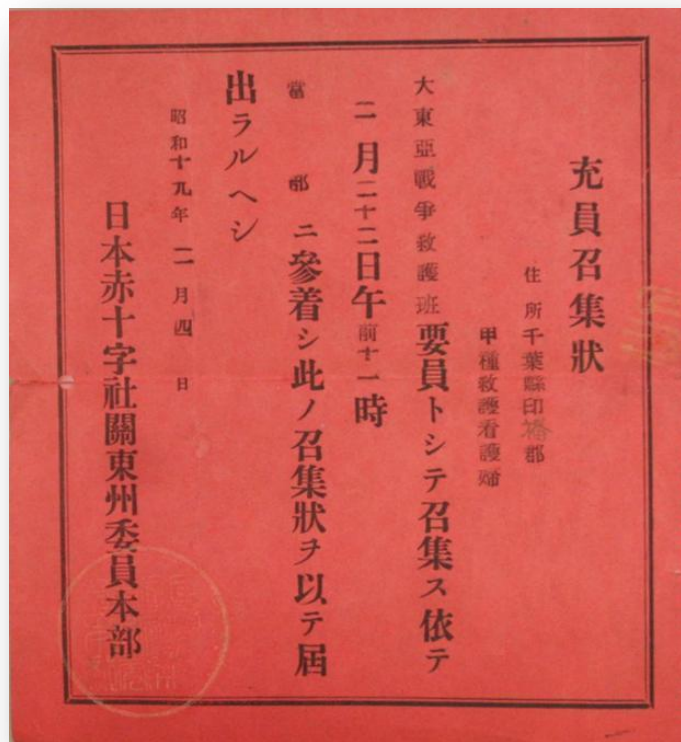 充員召集狀
住所千葉縣印旛郡
甲種救護看護婦
大東亞戰爭救護班要員トシテ召集ス依テ
二月二十二日午前十一時
當部ニ參着シ此ノ召集狀ヲ以テ届
出ラルヘシ
昭和十九年二月四日
日本赤十字社關東州委員本部